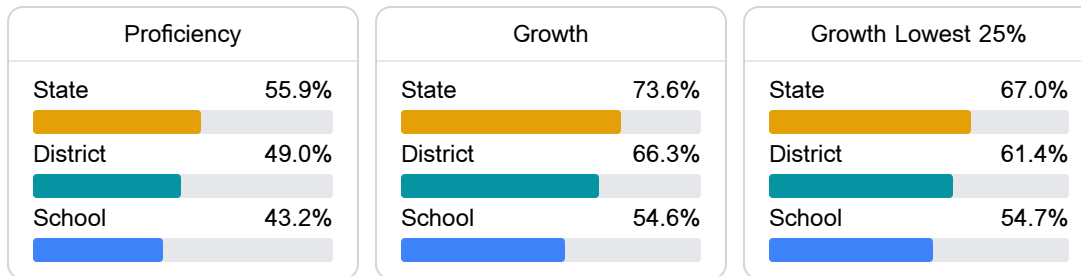 Proficiency
State 55.9%
District 49.0%
School 43.2%
Growth
State 73.6%
District 66.3%
School 54.6%
Growth Lowest 25%
State 67.0%
District 61.4%
School 54.7%